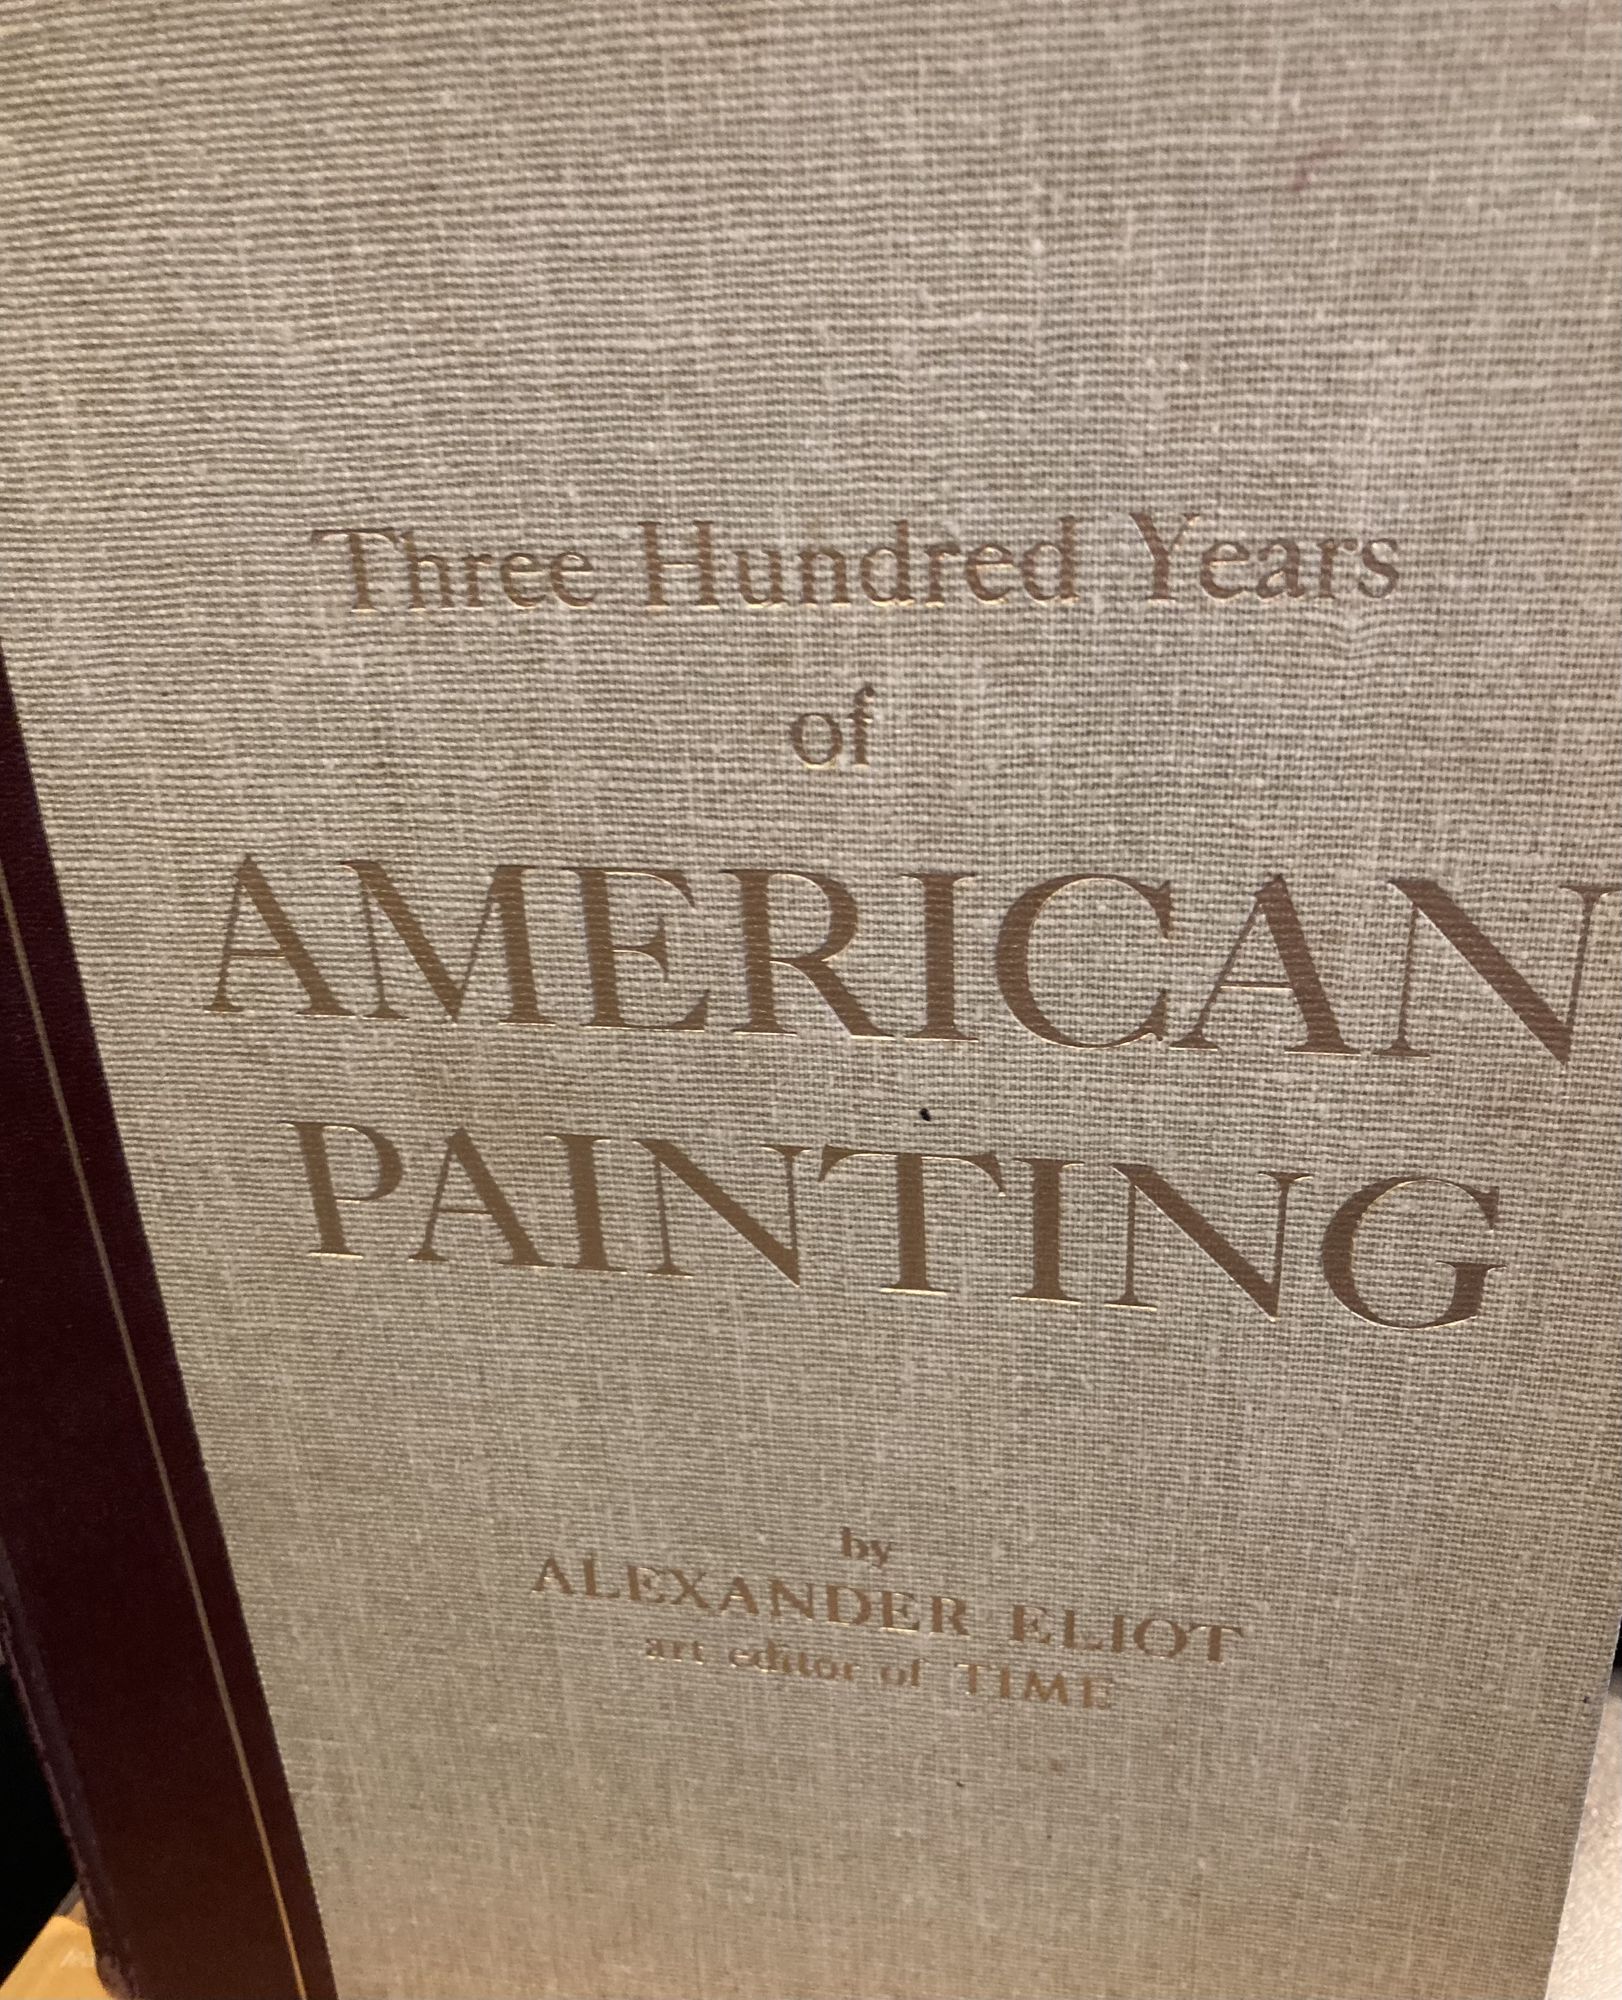 Three Hundred Years
of
AMERICAN
PAINTING
by
ALEXANDER ELIOT
art editor of TIME